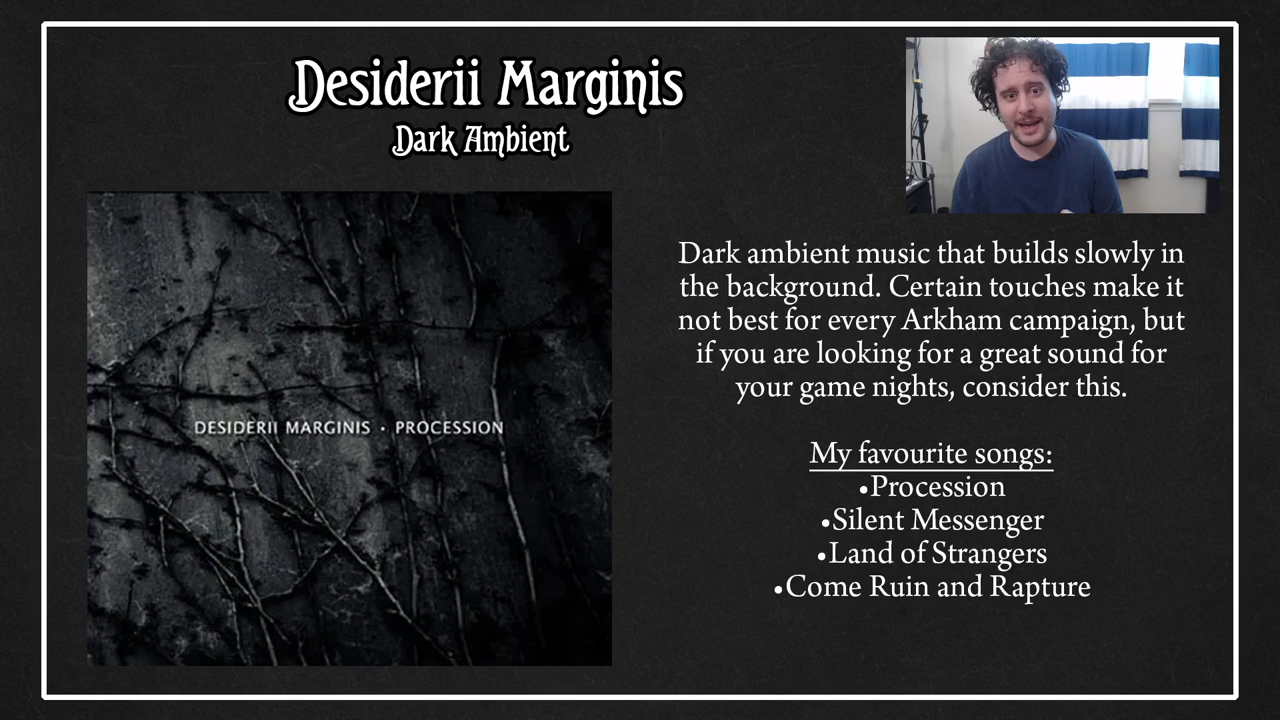 Desiderii Marginis
Dark Ambient
DESIDERII MARGINIS · PROCESSION
Dark ambient music that builds slowly in
the background. Certain touches make it
not best for every Arkham campaign, but
if you are looking for a great sound for
your game nights, consider this.
My favourite songs:
•Procession
•Silent Messenger
•Land of Strangers
•Come Ruin and Rapture